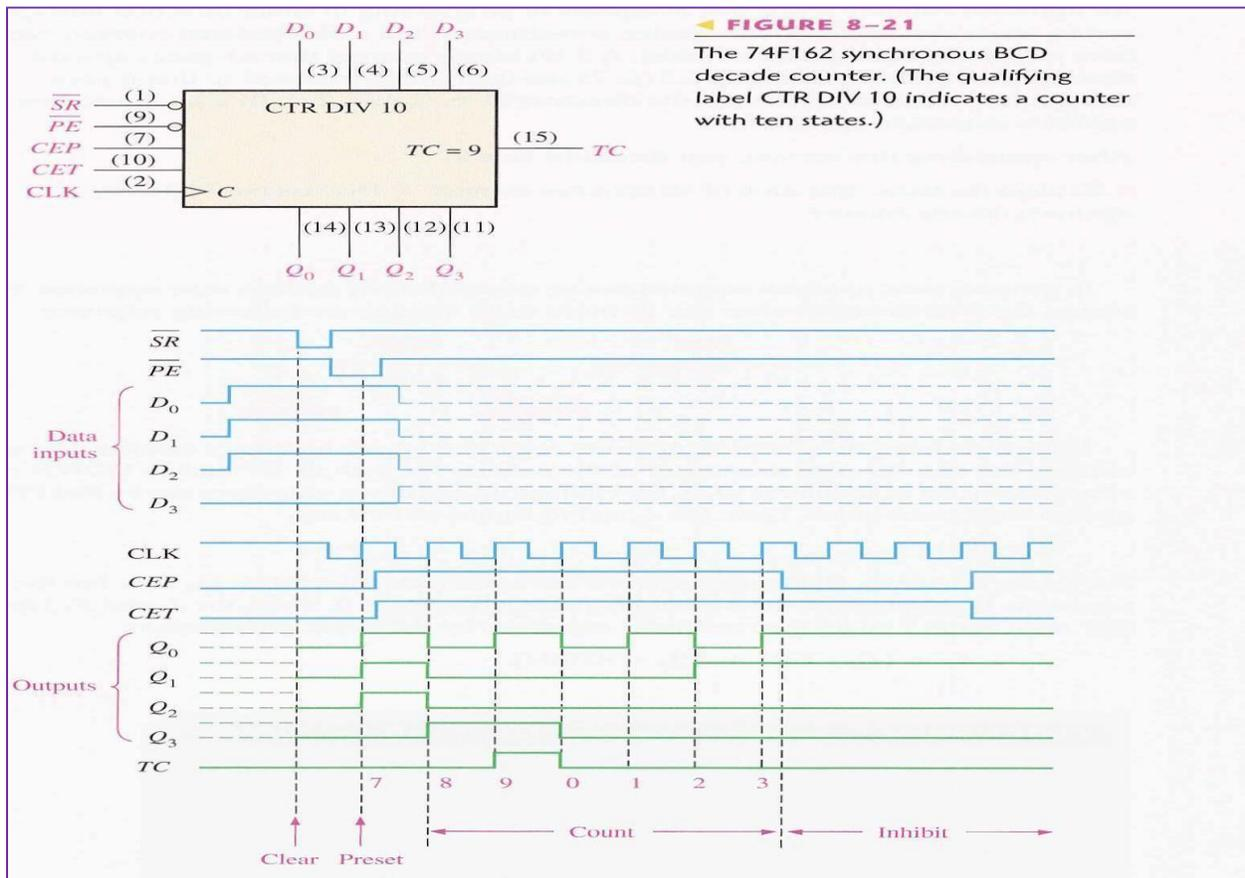 D0 D1 D2 D3
◄ FIGURE 8–21
The 74F162 synchronous BCD
decade counter. (The qualifying
label CTR DIV 10 indicates a counter
with ten states.)
(3) (4) (5) (6)
SR (1)
CTR DIV 10
PE (9)
CEP (7)
TC = 9 (15) TC
CET (10)
CLK (2) C
(14) (13) (12) (11)
Q0 Q1 Q2 Q3
SR
PE
D0
Data inputs
D1
D2
D3
CLK
CEP
CET
Q0
Outputs
Q1
Q2
Q3
TC
7 8 9 0 1 2 3
Count Inhibit
Clear Preset